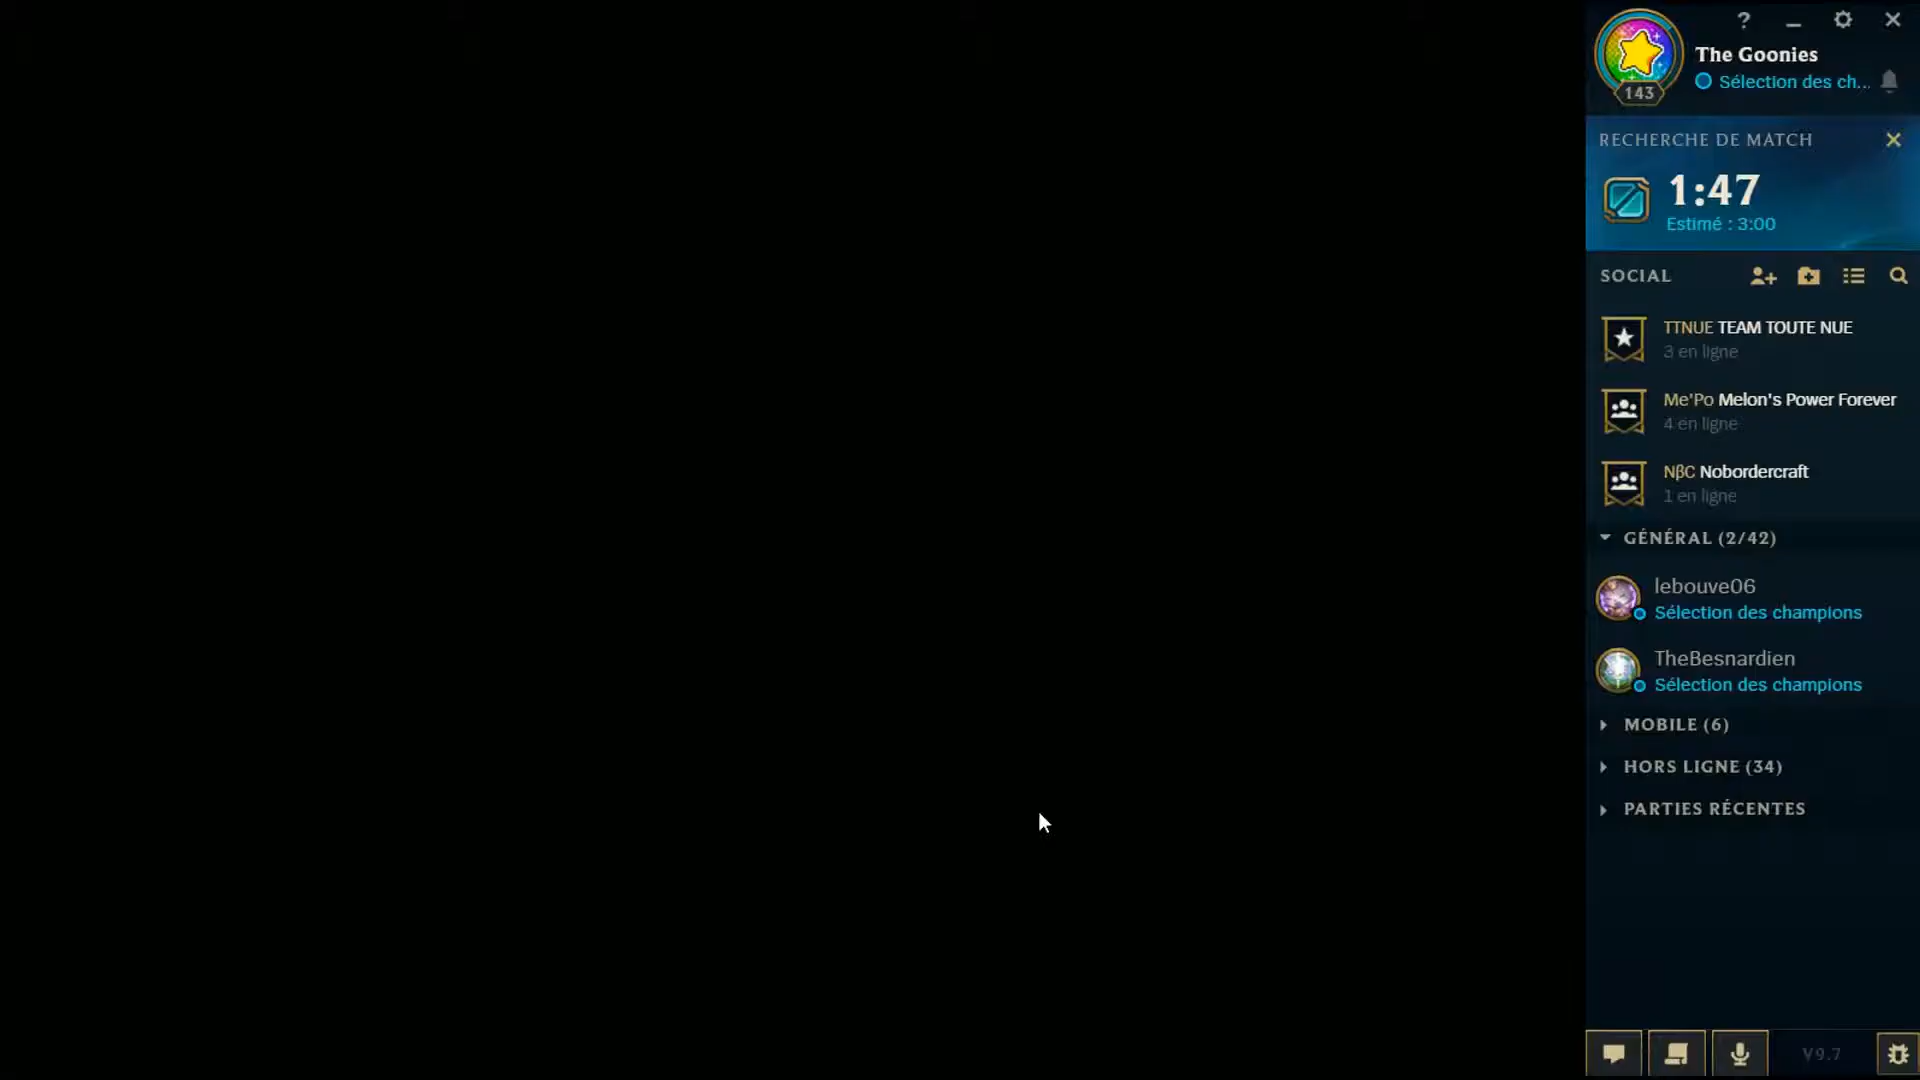 The Goonies
Sélection des ch...
143
RECHERCHE DE MATCH
1:47
Estimé : 3:00
SOCIAL
TTNUE TEAM TOUTE NUE
3 en ligne
Me'Po Melon's Power Forever
4 en ligne
NβC Nobordercraft
1 en ligne
GÉNÉRAL (2/42)
lebouve06
Sélection des champions
TheBesnardien
Sélection des champions
MOBILE (6)
HORS LIGNE (34)
PARTIES RÉCENTES
V9.7